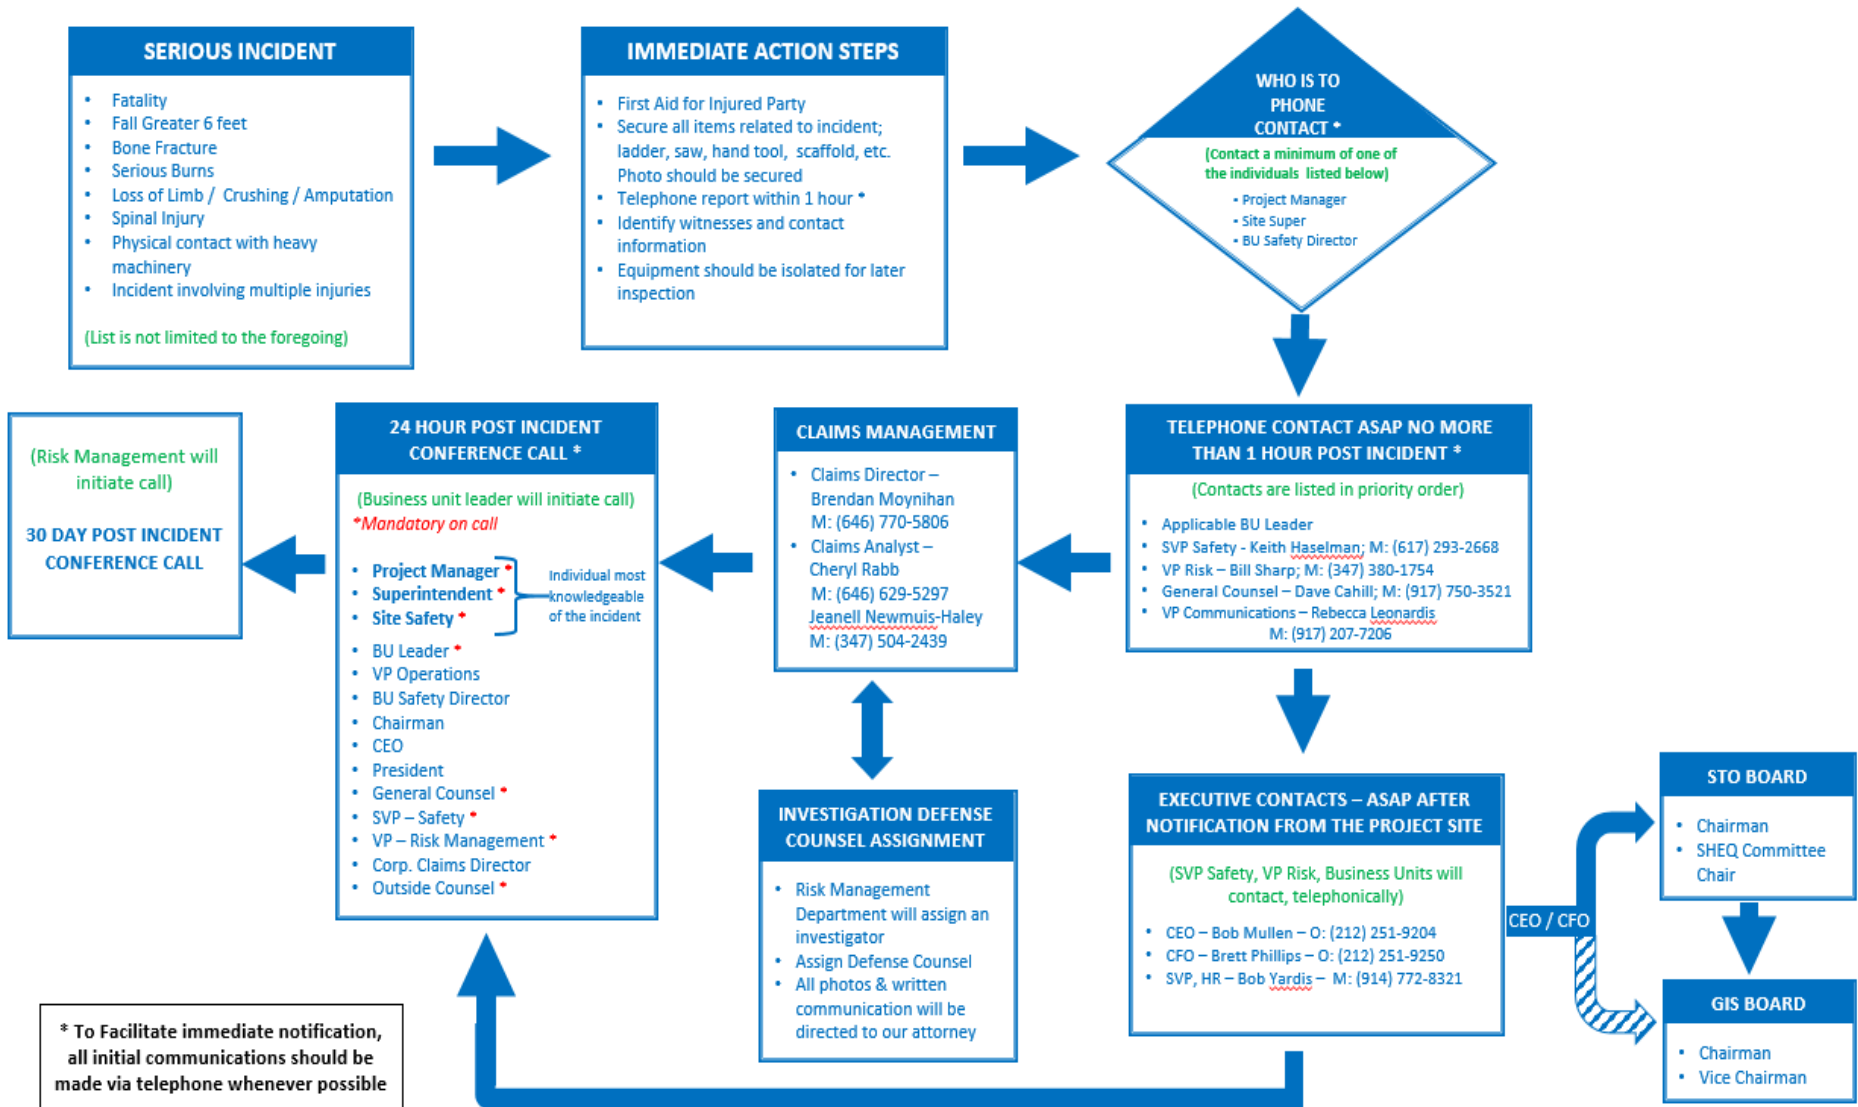 SERIOUS INCIDENT
• Fatality
• Fall Greater 6 feet
• Bone Fracture
• Serious Burns
• Loss of Limb / Crushing / Amputation
• Spinal Injury
• Physical contact with heavy
machinery
• Incident involving multiple injuries
(List is not limited to the foregoing)
IMMEDIATE ACTION STEPS
• First Aid for Injured Party
• Secure all items related to incident;
ladder, saw, hand tool, scaffold, etc.
Photo should be secured
• Telephone report within 1 hour *
• Identify witnesses and contact
information
• Equipment should be isolated for later
inspection
WHO IS TO
PHONE
CONTACT *
(Contact a minimum of one of
the individuals listed below)
▪ Project Manager
▪ Site Super
▪ BU Safety Director
TELEPHONE CONTACT ASAP NO MORE
THAN 1 HOUR POST INCIDENT *
(Contacts are listed in priority order)
• Applicable BU Leader
• SVP Safety - Keith Haselman; M: (617) 293-2668
• VP Risk – Bill Sharp; M: (347) 380-1754
• General Counsel – Dave Cahill; M: (917) 750-3521
• VP Communications – Rebecca Leonardis
M: (917) 207-7206
CLAIMS MANAGEMENT
• Claims Director –
Brendan Moynihan
M: (646) 770-5806
• Claims Analyst –
Cheryl Rabb
M: (646) 629-5297
Jeanell Newmuis-Haley
M: (347) 504-2439
24 HOUR POST INCIDENT
CONFERENCE CALL *
(Business unit leader will initiate call)
*Mandatory on call
• Project Manager *
• Superintendent *
• Site Safety *
Individual most
knowledgeable
of the incident
• BU Leader *
• VP Operations
• BU Safety Director
• Chairman
• CEO
• President
• General Counsel *
• SVP – Safety *
• VP – Risk Management *
• Corp. Claims Director
• Outside Counsel *
(Risk Management will
initiate call)
30 DAY POST INCIDENT
CONFERENCE CALL
INVESTIGATION DEFENSE
COUNSEL ASSIGNMENT
• Risk Management
Department will assign an
investigator
• Assign Defense Counsel
• All photos & written
communication will be
directed to our attorney
EXECUTIVE CONTACTS – ASAP AFTER
NOTIFICATION FROM THE PROJECT SITE
(SVP Safety, VP Risk, Business Units will
contact, telephonically)
• CEO – Bob Mullen – O: (212) 251-9204
• CFO – Brett Phillips – O: (212) 251-9250
• SVP, HR – Bob Yardis – M: (914) 772-8321
CEO / CFO
STO BOARD
• Chairman
• SHEQ Committee
Chair
GIS BOARD
• Chairman
• Vice Chairman
* To Facilitate immediate notification,
all initial communications should be
made via telephone whenever possible